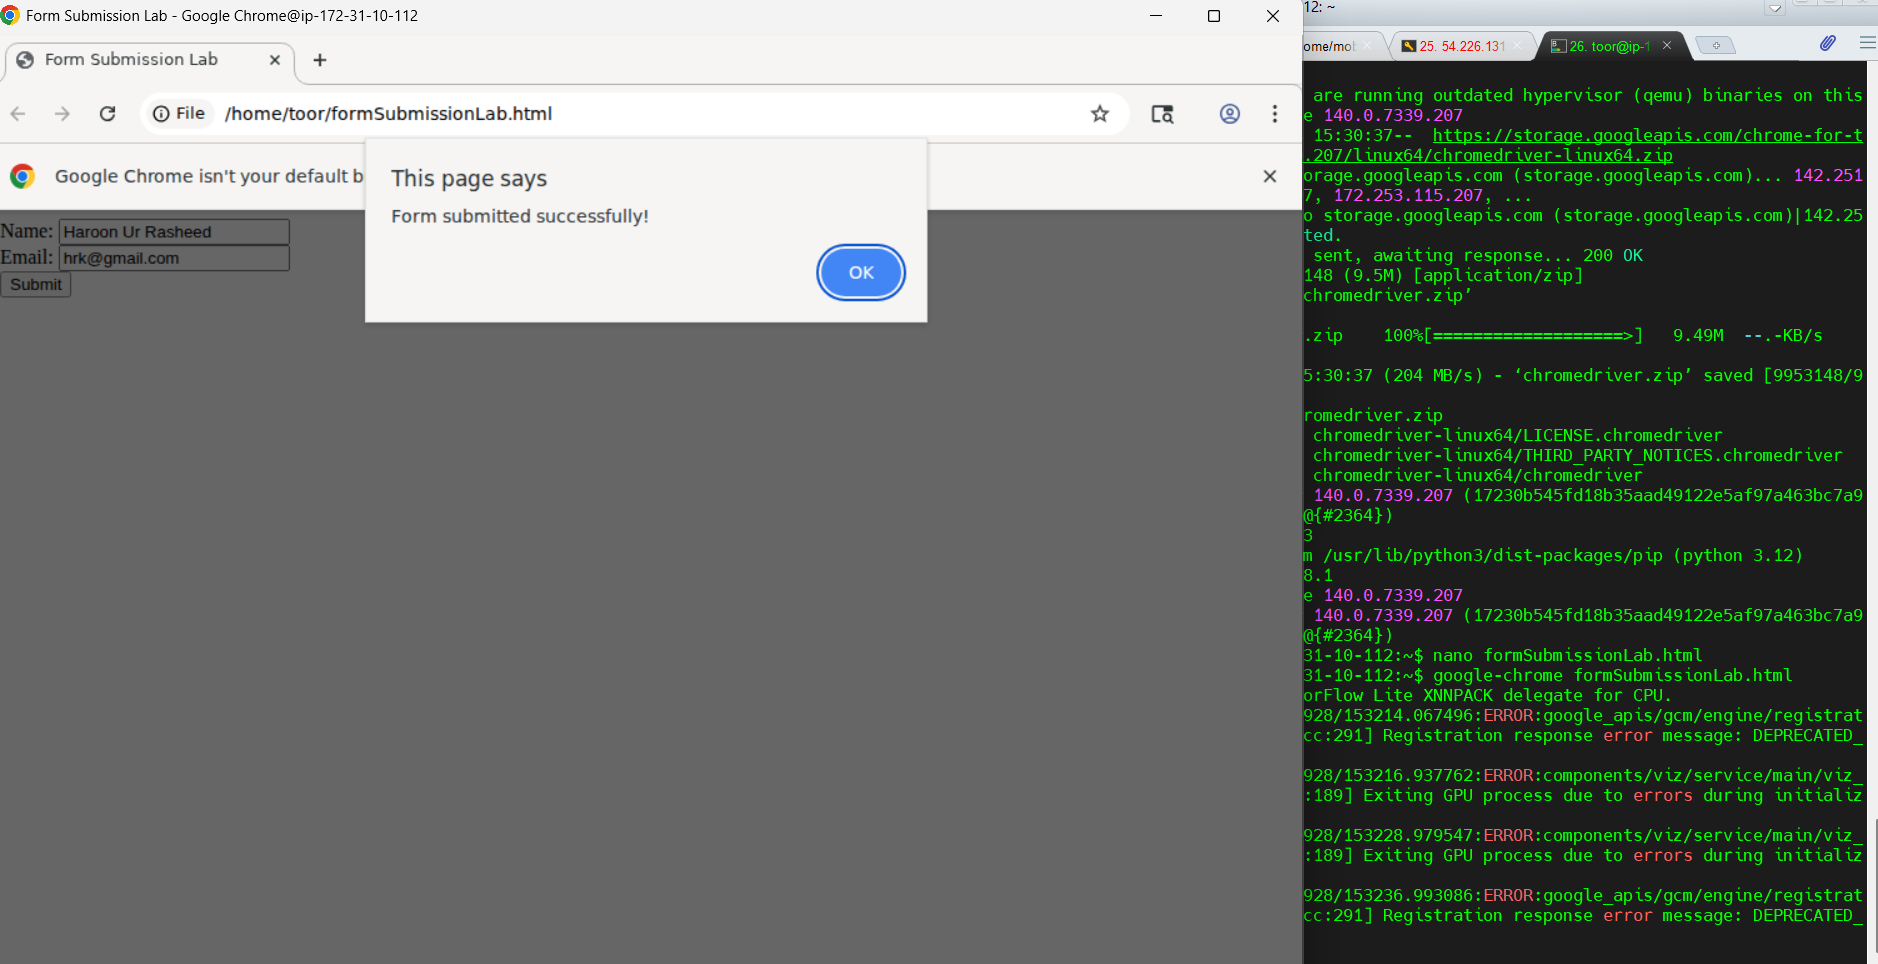 Form Submission Lab - Google Chrome@ip-172-31-10-112
Form Submission Lab
File /home/toor/formSubmissionLab.html
Google Chrome isn't your default b
This page says
Form submitted successfully!
OK
Name: Haroon Ur Rasheed
Email: hrk@gmail.com
Submit
12: ~
ome/mob
25. 54.226.131
26. toor@ip-1
are running outdated hypervisor (qemu) binaries on this
e 140.0.7339.207
15:30:37-- https://storage.googleapis.com/chrome-for-t
.207/linux64/chromedriver-linux64.zip
orage.googleapis.com (storage.googleapis.com)... 142.251
7, 172.253.115.207, ...
o storage.googleapis.com (storage.googleapis.com)|142.25
ted.
sent, awaiting response... 200 OK
148 (9.5M) [application/zip]
chromedriver.zip’
.zip 100%[===================>] 9.49M --.-KB/s
5:30:37 (204 MB/s) - ‘chromedriver.zip’ saved [9953148/9
romedriver.zip
chromedriver-linux64/LICENSE.chromedriver
chromedriver-linux64/THIRD_PARTY_NOTICES.chromedriver
chromedriver-linux64/chromedriver
140.0.7339.207 (17230b545fd18b35aad49122e5af97a463bc7a9
@{#2364})
3
m /usr/lib/python3/dist-packages/pip (python 3.12)
8.1
e 140.0.7339.207
140.0.7339.207 (17230b545fd18b35aad49122e5af97a463bc7a9
@{#2364})
31-10-112:~$ nano formSubmissionLab.html
31-10-112:~$ google-chrome formSubmissionLab.html
orFlow Lite XNNPACK delegate for CPU.
928/153214.067496:ERROR:google_apis/gcm/engine/registrat
cc:291] Registration response error message: DEPRECATED_
928/153216.937762:ERROR:components/viz/service/main/viz_
:189] Exiting GPU process due to errors during initializ
928/153228.979547:ERROR:components/viz/service/main/viz_
:189] Exiting GPU process due to errors during initializ
928/153236.993086:ERROR:google_apis/gcm/engine/registrat
cc:291] Registration response error message: DEPRECATED_